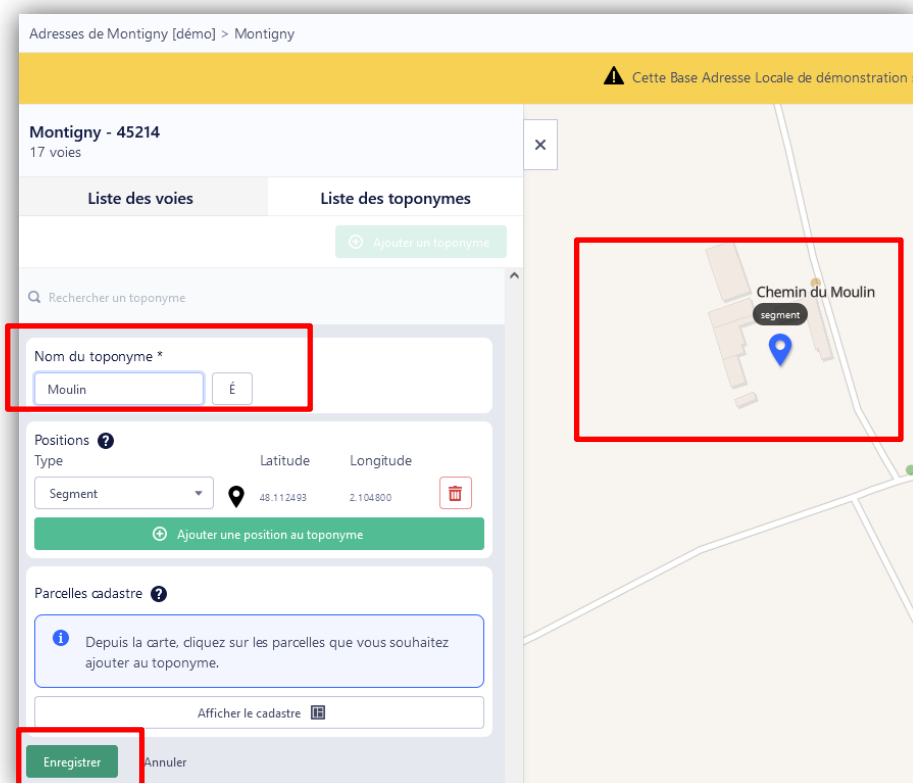 Adresses de Montigny [démo] > Montigny
Cette Base Adresse Locale de démonstration
Montigny - 45214
17 voies
Liste des voies
Liste des toponymes
Ajouter un toponyme
Rechercher un toponyme
Nom du toponyme *
Moulin
É
Positions ?
Type Latitude Longitude
Segment 48.112493 2.104800
Ajouter une position au toponyme
Parcelles cadastre ?
Depuis la carte, cliquez sur les parcelles que vous souhaitez
ajouter au toponyme.
Afficher le cadastre
Enregistrer Annuler
Chemin du Moulin
segment